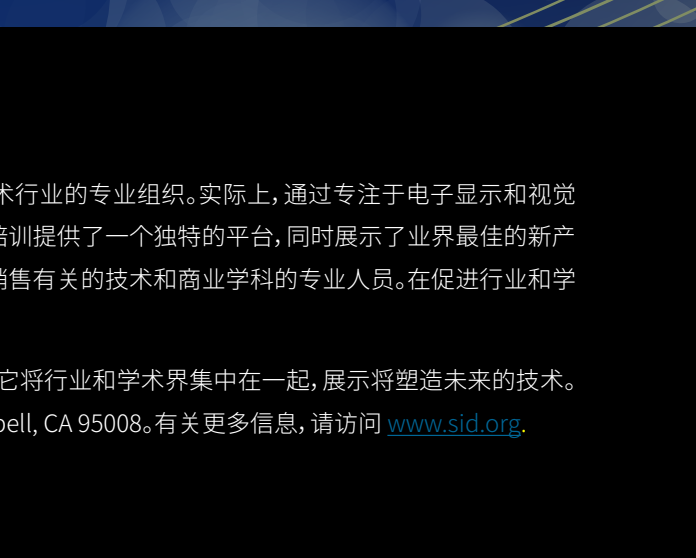 术行业的专业组织。实际上，通过专注于电子显示和视觉
培训提供了一个独特的平台，同时展示了业界最佳的新产
销售有关的技术和商业学科的专业人员。在促进行业和学
它将行业和学术界集中在一起，展示将塑造未来的技术。
bell, CA 95008。有关更多信息，请访问 www.sid.org.